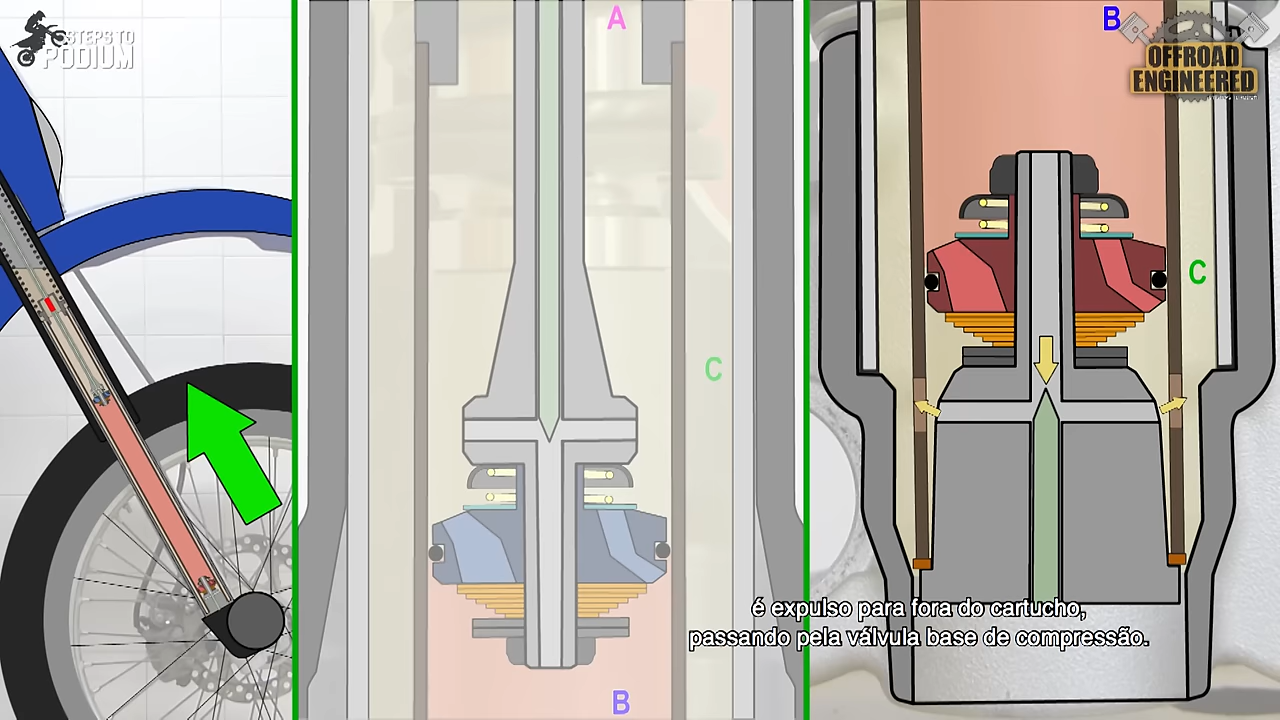 STEPS TO
PODIUM
A
B
OFFROAD
ENGINEERED
C
C
é expulso para fora do cartucho,
passando pela válvula base de compressão.
B